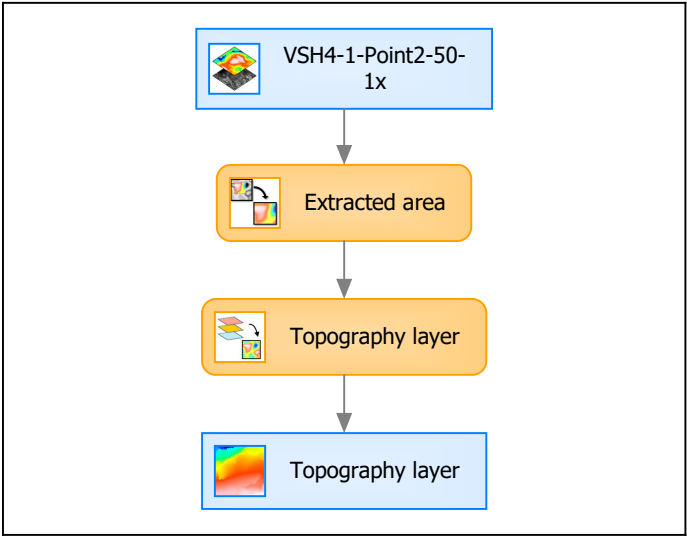 VSH4-1-Point2-50-
1x
Extracted area
Topography layer
Topography layer